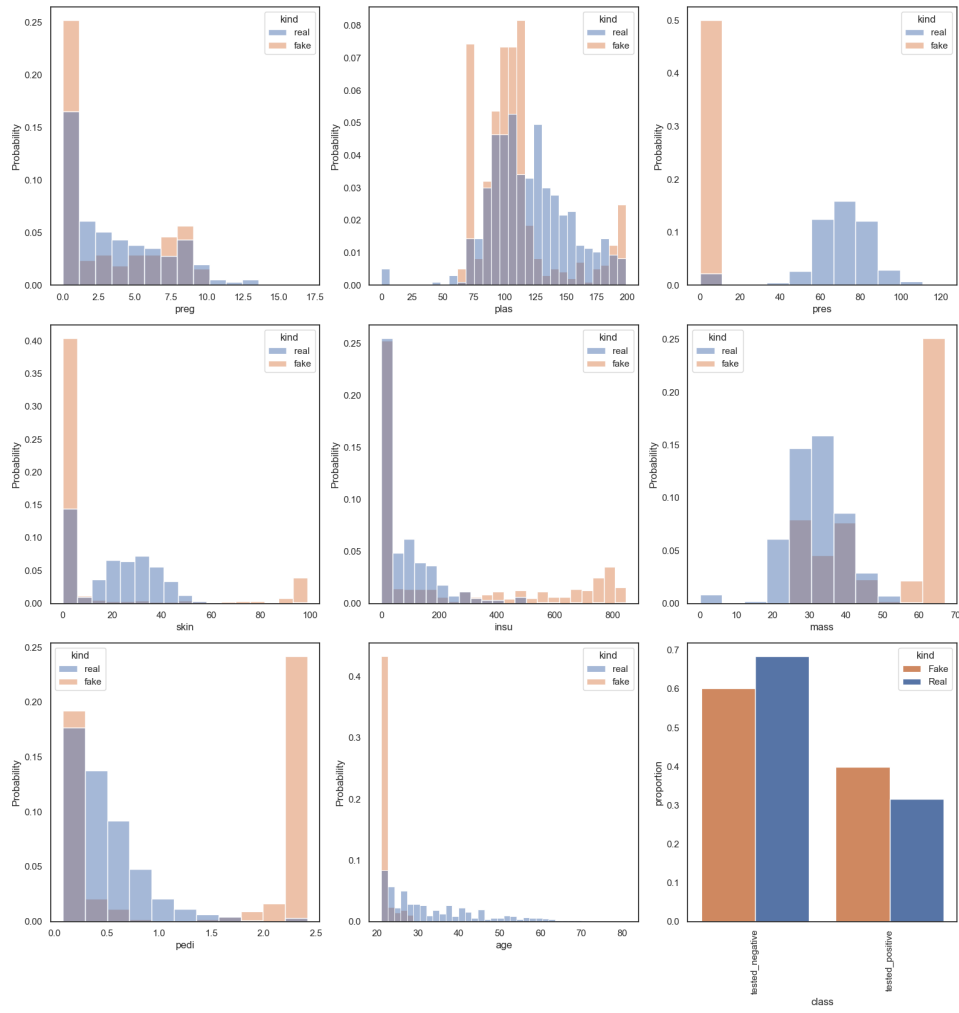 kind
real
fake
0.25
0.20
0.15
0.10
0.05
0.00
Probability
0.0 2.5 5.0 7.5 10.0 12.5 15.0 17.5
preg
kind
real
fake
0.08
0.07
0.06
0.05
0.04
0.03
0.02
0.01
0.00
Probability
0 25 50 75 100 125 150 175 200
plas
kind
real
fake
0.5
0.4
0.3
0.2
0.1
0.0
Probability
0 20 40 60 80 100 120
pres
kind
real
fake
0.40
0.35
0.30
0.25
0.20
0.15
0.10
0.05
0.00
Probability
0 20 40 60 80 100
skin
kind
real
fake
0.25
0.20
0.15
0.10
0.05
0.00
Probability
0 200 400 600 800
insu
kind
real
fake
0.25
0.20
0.15
0.10
0.05
0.00
Probability
0 10 20 30 40 50 60 70
mass
kind
real
fake
0.25
0.20
0.15
0.10
0.05
0.00
Probability
0.0 0.5 1.0 1.5 2.0 2.5
pedi
kind
real
fake
0.4
0.3
0.2
0.1
0.0
Probability
20 30 40 50 60 70 80
age
kind
Fake
Real
0.7
0.6
0.5
0.4
0.3
0.2
0.1
0.0
proportion
tested_negative
tested_positive
class